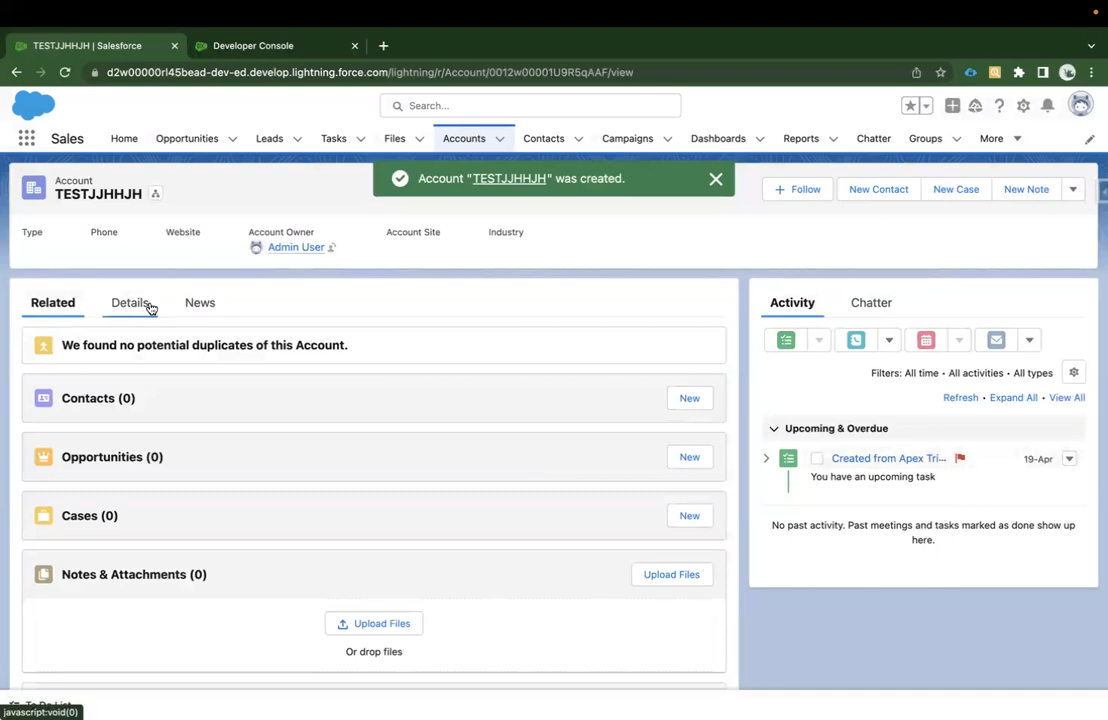 TESTJJHHJH | Salesforce
Developer Console
d2w00000rl45bead-dev-ed.develop.lightning.force.com/lightning/r/Account/0012w00001U9R5qAAF/view
Search...
Sales
Home
Opportunities
Leads
Tasks
Files
Accounts
Contacts
Campaigns
Dashboards
Reports
Chatter
Groups
More
Account "TESTJJHHJH" was created.
Account
TESTJJHHJH
Follow
New Contact
New Case
New Note
Type
Phone
Website
Account Owner
Account Site
Industry
Admin User
Related
Details
News
We found no potential duplicates of this Account.
Contacts (0)
New
Opportunities (0)
New
Cases (0)
New
Notes & Attachments (0)
Upload Files
Upload Files
Or drop files
Activity
Chatter
Filters: All time • All activities • All types
Refresh • Expand All • View All
Upcoming & Overdue
Created from Apex Tri...
19-Apr
You have an upcoming task
No past activity. Past meetings and tasks marked as done show up
here.
To Do List
javascript:void(0)